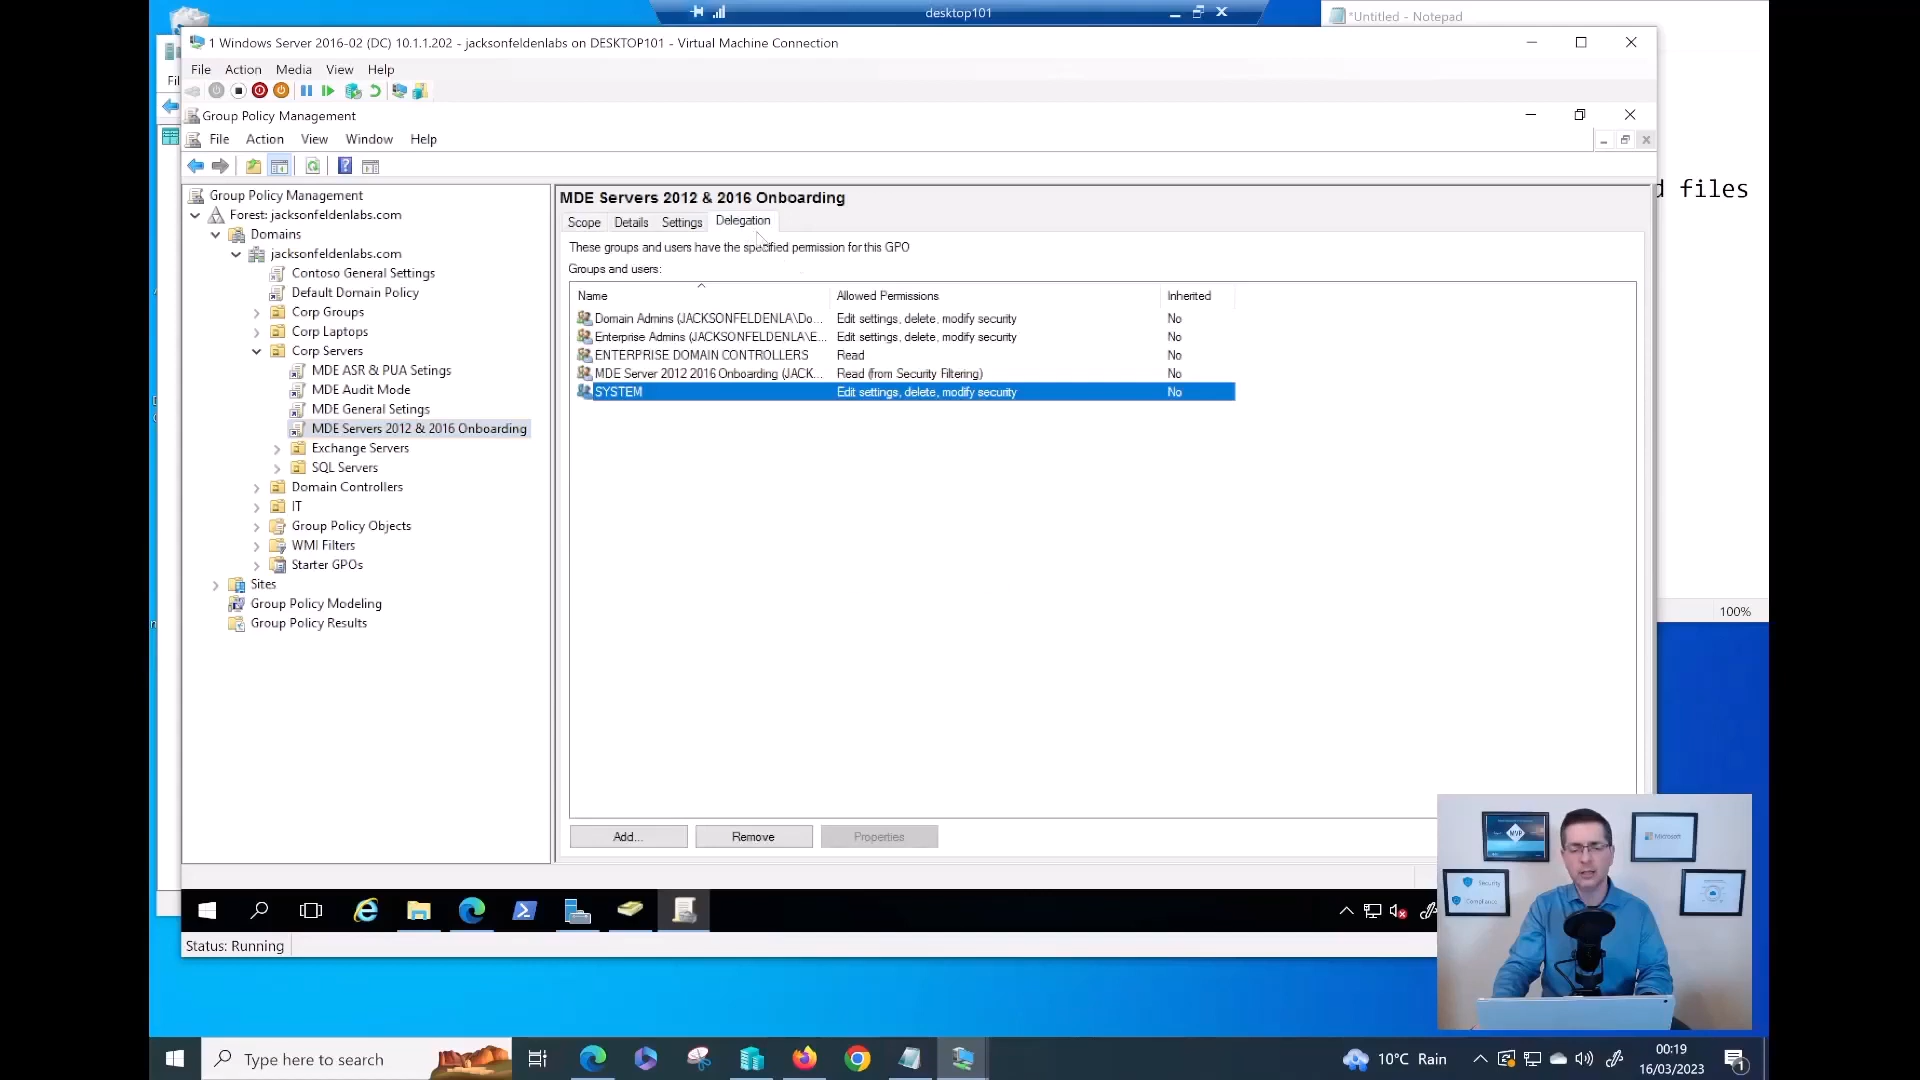 desktop101
*Untitled - Notepad
1 Windows Server 2016-02 (DC) 10.1.1.202 - jacksonfeldenlabs on DESKTOP101 - Virtual Machine Connection
File Action Media View Help
Group Policy Management
File Action View Window Help
Group Policy Management
Forest: jacksonfeldenlabs.com
Domains
jacksonfeldenlabs.com
Contoso General Settings
Default Domain Policy
Corp Groups
Corp Laptops
Corp Servers
MDE ASR & PUA Setings
MDE Audit Mode
MDE General Setings
MDE Servers 2012 & 2016 Onboarding
Exchange Servers
SQL Servers
Domain Controllers
IT
Group Policy Objects
WMI Filters
Starter GPOs
Sites
Group Policy Modeling
Group Policy Results
MDE Servers 2012 & 2016 Onboarding
Scope Details Settings Delegation
These groups and users have the specified permission for this GPO
Groups and users:
Name Allowed Permissions Inherited
Domain Admins (JACKSONFELDENLA\Do... Edit settings, delete, modify security No
Enterprise Admins (JACKSONFELDENLA\E... Edit settings, delete, modify security No
ENTERPRISE DOMAIN CONTROLLERS Read No
MDE Server 2012 2016 Onboarding (JACK... Read (from Security Filtering) No
SYSTEM Edit settings, delete, modify security No
Add... Remove Properties
d files
100%
Status: Running
MVP
Microsoft
Security
Compliance
Type here to search
10°C Rain
00:19
16/03/2023
1